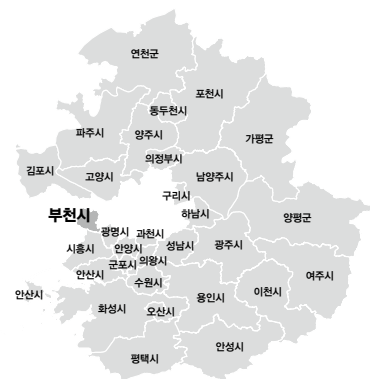 연천군
포천시
동두천시
파주시
양주시
가평군
의정부시
김포시
고양시
남양주시
구리시
부천시
하남시
양평군
광명시
과천시
시흥시
안양시
성남시
광주시
군포시
의왕시
안산시
수원시
여주시
안산시
용인시
이천시
화성시
오산시
안성시
평택시